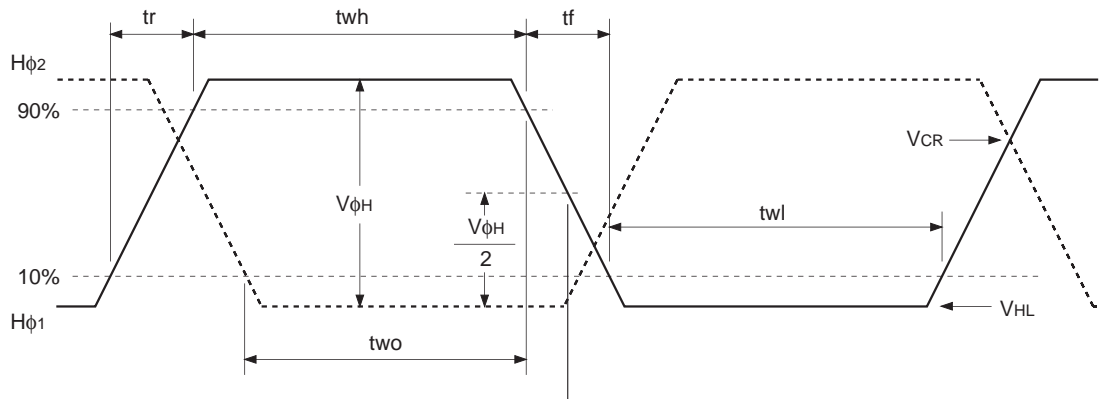 tr
twh
tf
Hϕ2
90%
VCR
VϕH
VϕH
2
twl
10%
Hϕ1
VHL
two